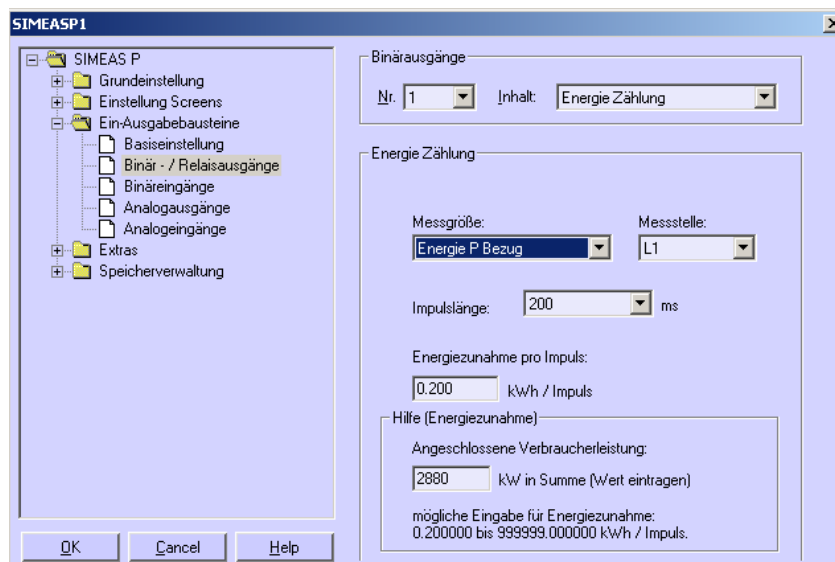 SIMEASP1
SIMEAS P
Grundeinstellung
Einstellung Screens
Ein-Ausgabebausteine
Basiseinstellung
Binär - / Relaisausgänge
Binäreingänge
Analogausgänge
Analogeingänge
Extras
Speicherverwaltung
OK
Cancel
Help
Binärausgänge
Nr. 1 Inhalt: Energie Zählung
Energie Zählung
Messgröße: Messstelle:
Energie P Bezug L1
Impulslänge: 200 ms
Energiezunahme pro Impuls:
0.200 kWh / Impuls
Hilfe (Energiezunahme)
Angeschlossene Verbraucherleistung:
2880 kW in Summe (Wert eintragen)
mögliche Eingabe für Energiezunahme:
0.200000 bis 999999.000000 kWh / Impuls.